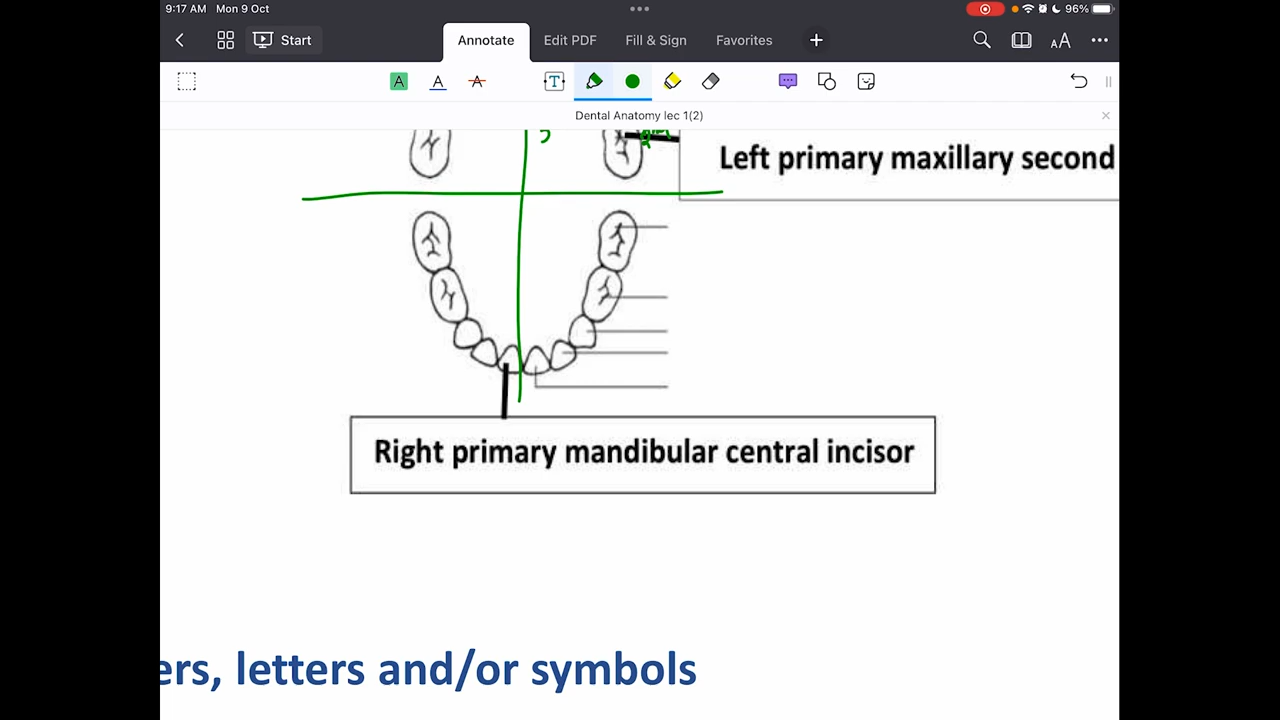 9:17 AM Mon 9 Oct
96%
Start
Annotate
Edit PDF
Fill & Sign
Favorites
AA
A
A
A
T
Dental Anatomy lec 1(2)
Left primary maxillary second
Right primary mandibular central incisor
ers, letters and/or symbols